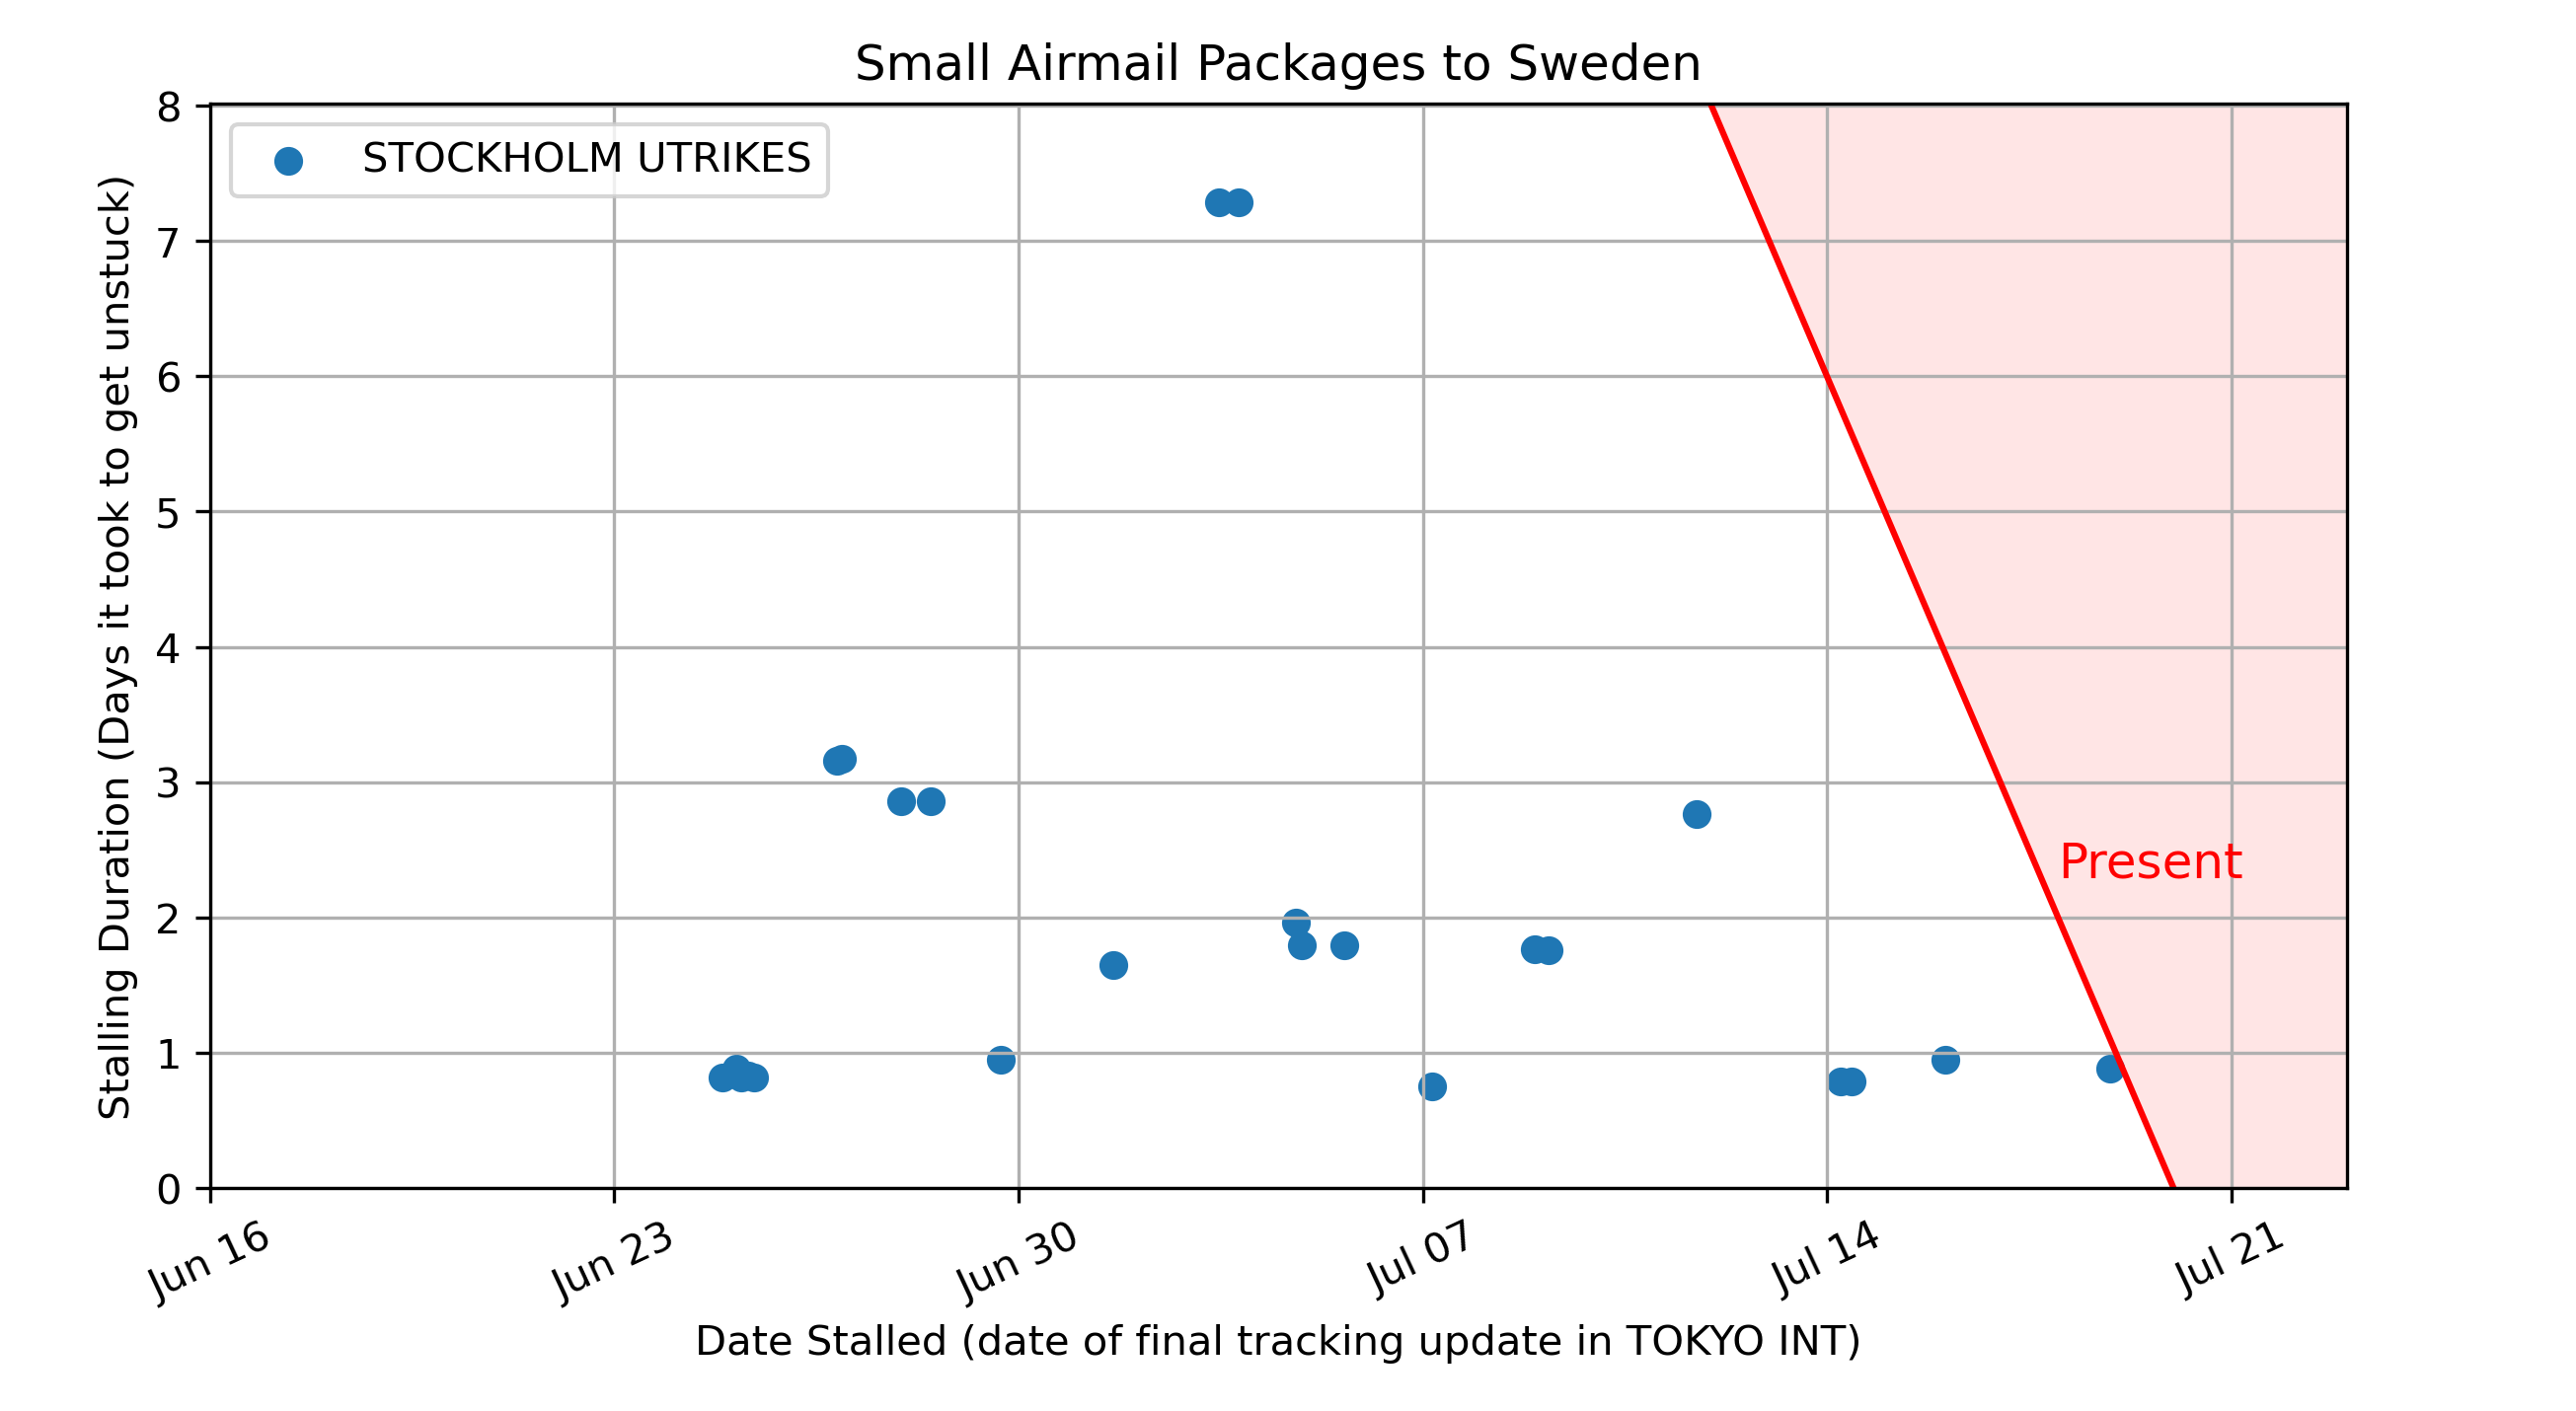 Small Airmail Packages to Sweden
STOCKHOLM UTRIKES
8
7
6
5
4
3
2
1
0
Stalling Duration (Days it took to get unstuck)
Present
Jun 16
Jun 23
Jun 30
Jul 07
Jul 14
Jul 21
Date Stalled (date of final tracking update in TOKYO INT)